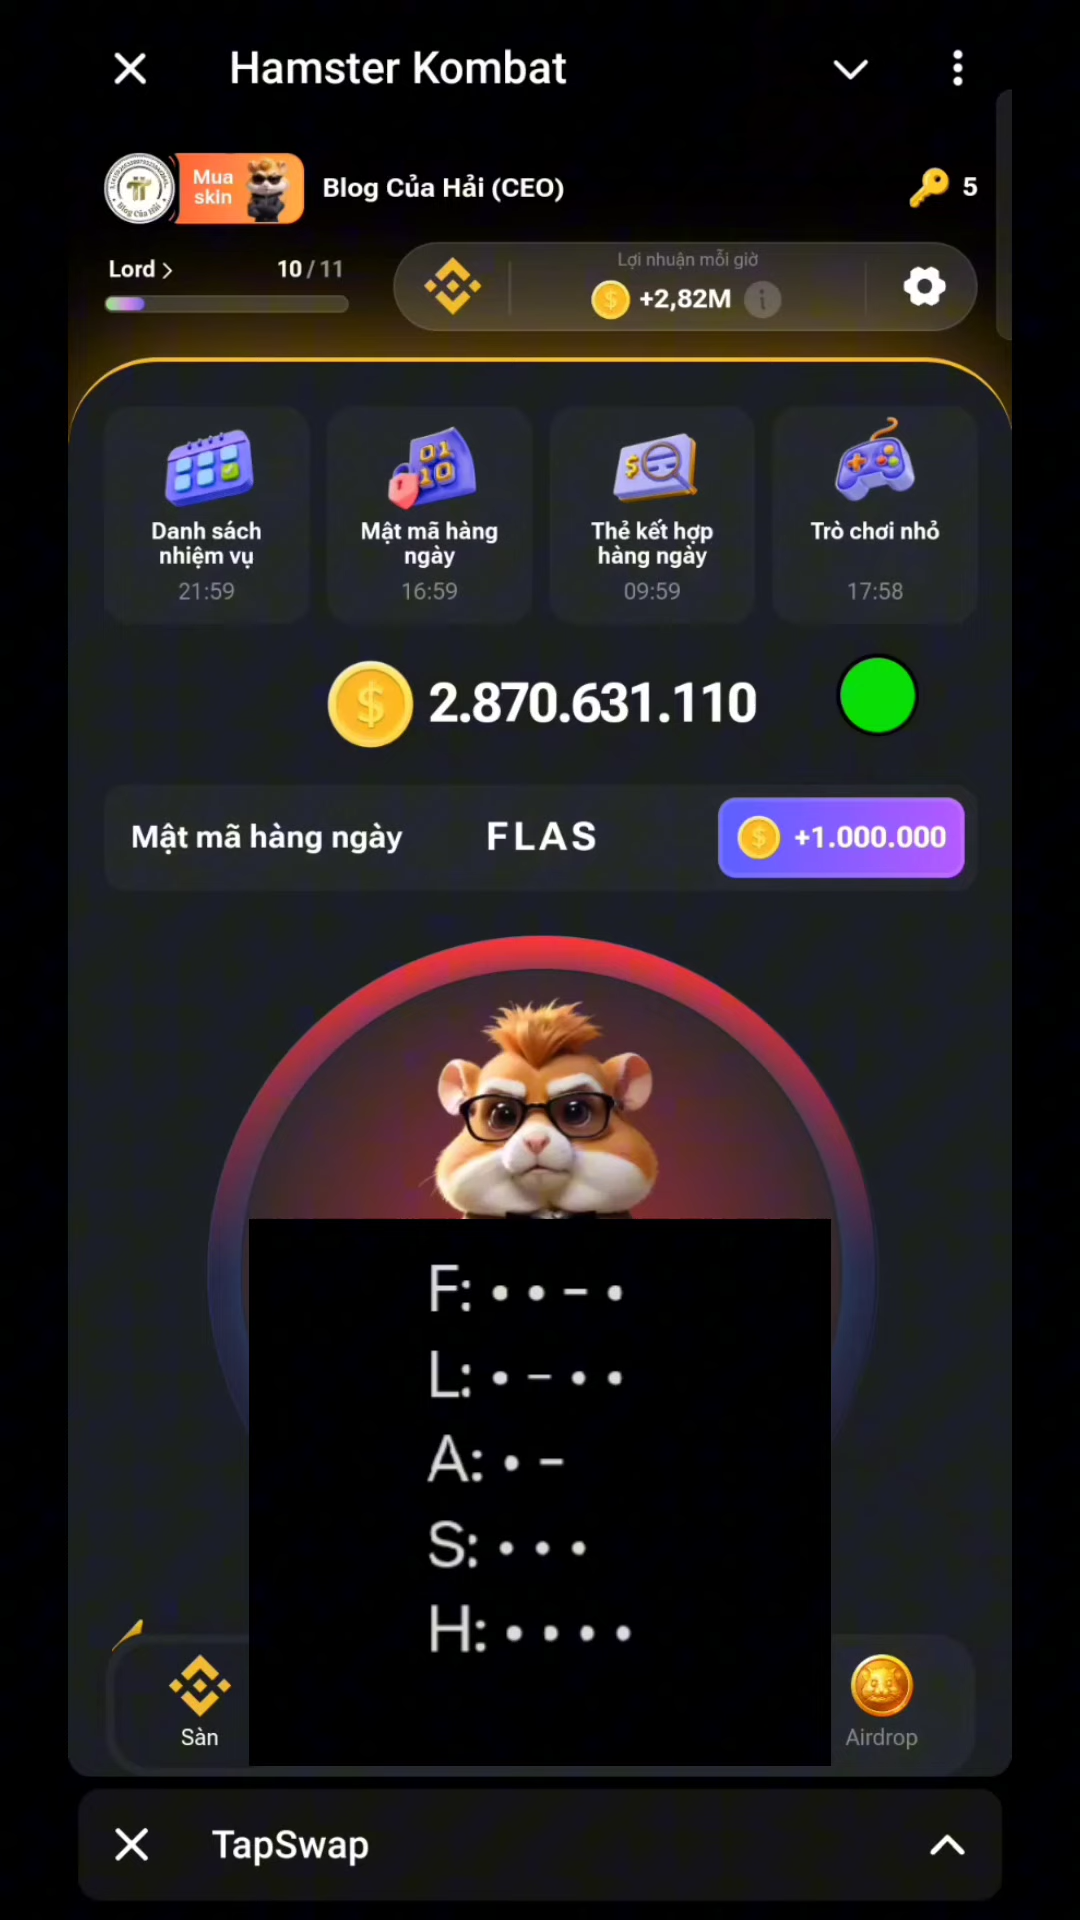 Hamster Kombat
Mua
skin
Blog Của Hải (CEO)
5
Lord
10 / 11
Lợi nhuận mỗi giờ
+2,82M
Danh sách
nhiệm vụ
21:59
Mật mã hàng
ngày
16:59
Thẻ kết hợp
hàng ngày
09:59
Trò chơi nhỏ
17:58
2.870.631.110
Mật mã hàng ngày
FLAS
+1.000.000
F: • • – •
L: • – • •
A: • –
S: • • •
H: • • • •
Sàn
Airdrop
TapSwap